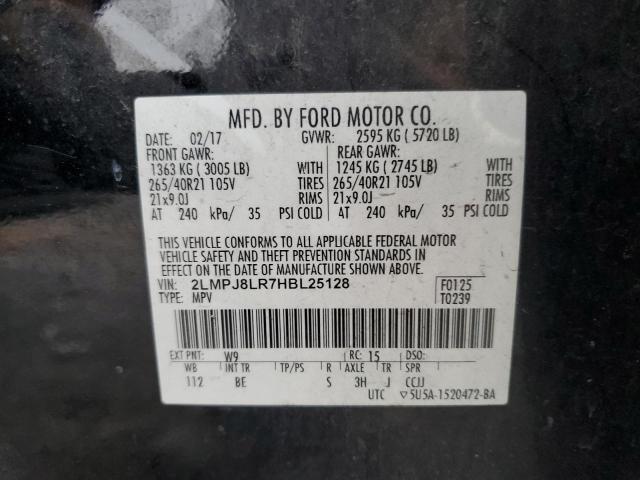 MFD. BY FORD MOTOR CO.
DATE: 02/17 GVWR: 2595 KG ( 5720 LB)
FRONT GAWR: REAR GAWR:
1363 KG ( 3005 LB) WITH 1245 KG ( 2745 LB) WITH
265/40R21 105V TIRES 265/40R21 105V TIRES
21x9.0J RIMS 21x9.0J RIMS
AT 240 kPa/ 35 PSI COLD AT 240 kPa/ 35 PSI COLD
THIS VEHICLE CONFORMS TO ALL APPLICABLE FEDERAL MOTOR
VEHICLE SAFETY AND THEFT PREVENTION STANDARDS IN
EFFECT ON THE DATE OF MANUFACTURE SHOWN ABOVE.
VIN: 2LMPJ8LR7HBL25128 F0125
TYPE: MPV T0239
EXT PNT: W9 RC: 15 DSO:
WB INT TR TP/PS R AXLE TR SPR
112 BE S 3H J CCJJ
UTC ▽5U5A-1520472-BA